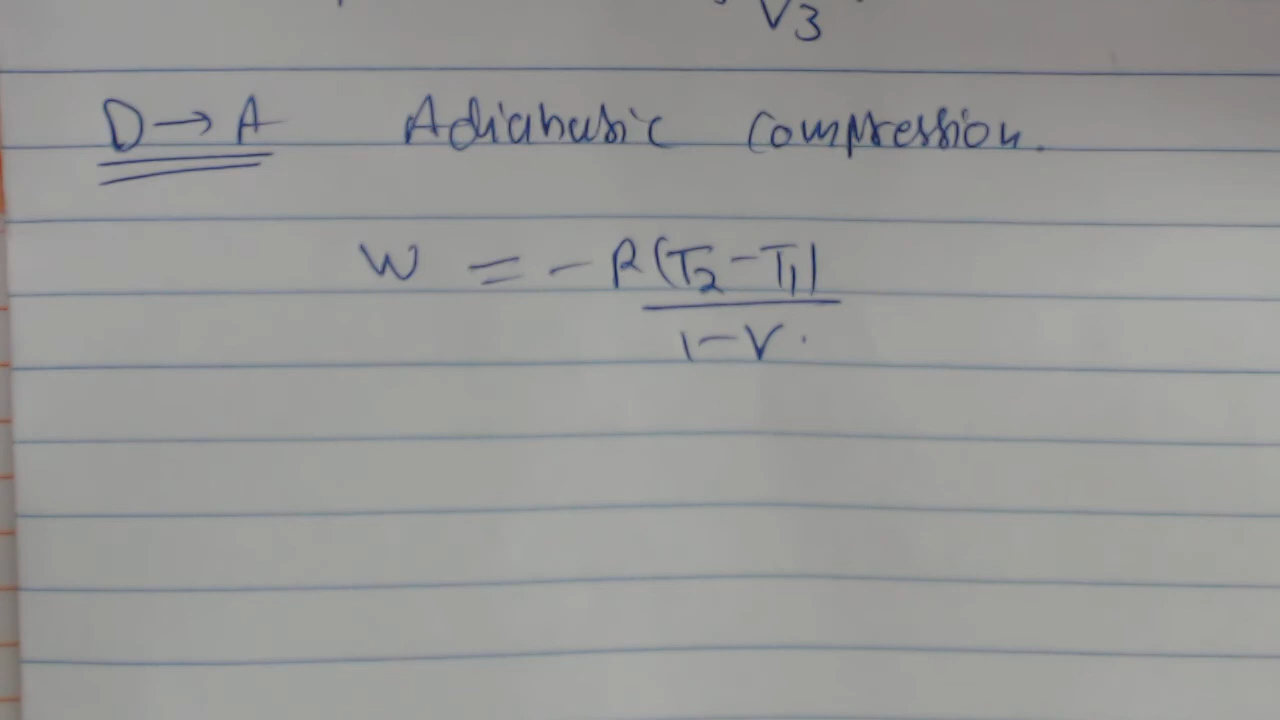 V3
D → A Adiabatic Compression.
W = - R(T2 - T1)
1 - γ.